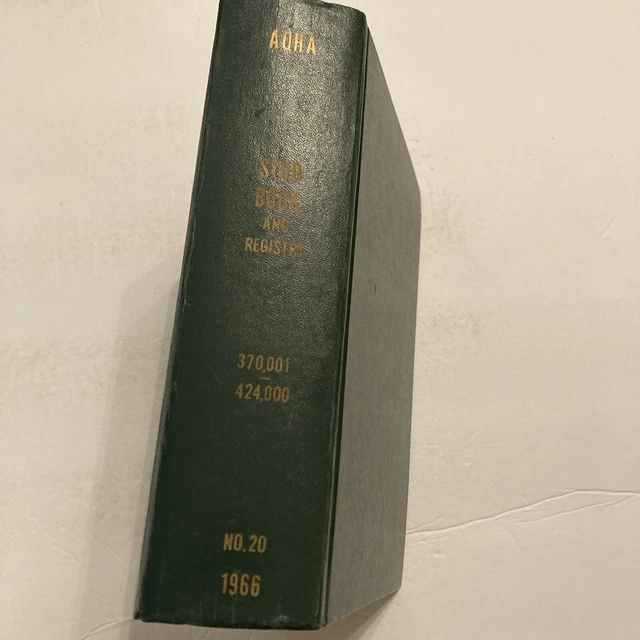 AQHA
STUD
BOOK
AND
REGISTER
370,001
—
424,000
NO.20
1966